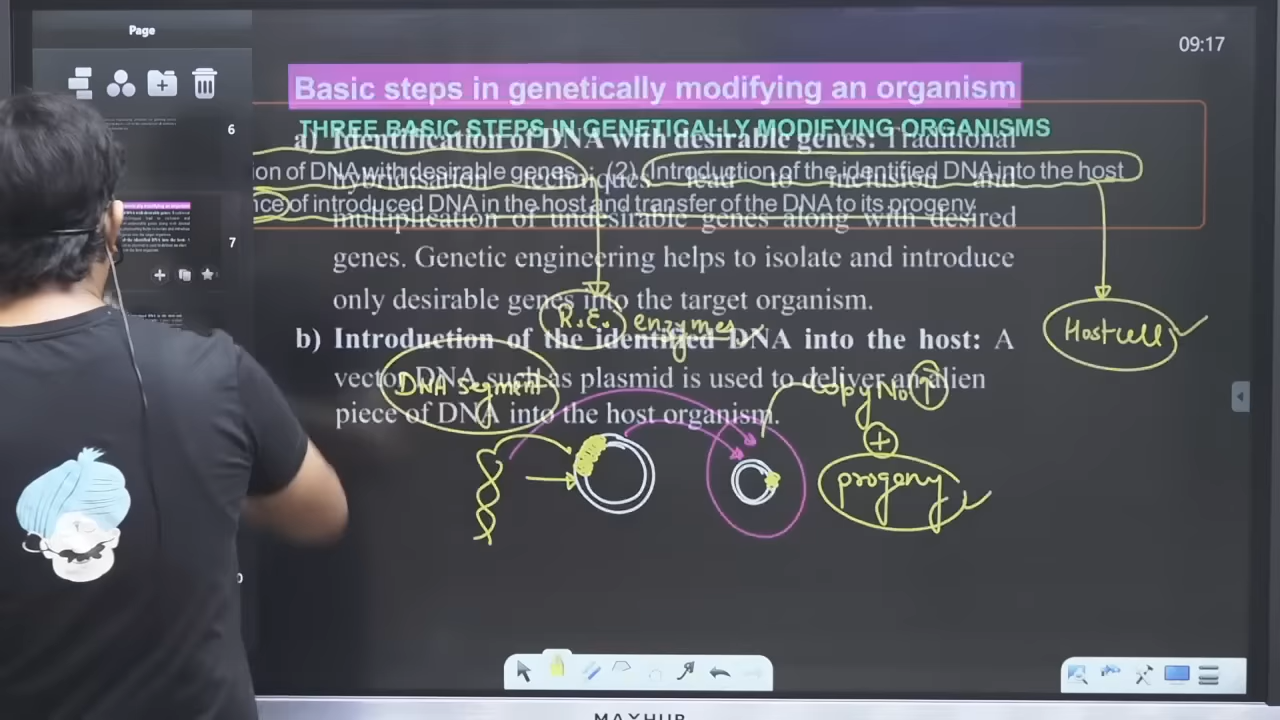 Page
09:17
6
Basic steps in genetically modifying an organism
THREE BASIC STEPS IN GENETICALLY MODIFYING ORGANISMS
a) Identification of DNA with desirable genes: Traditional
ion of DNA with desirable genes (2) Introduction of the identified DNA into the host
hybridisation techniques lead to inclusion and
nce of introduced DNA in the host and transfer of the DNA to its progeny.
multiplication of desirable genes along with desired
7
genes. Genetic engineering helps to isolate and introduce
only desirable genes into the target organism.
R.E. enzymes
Host cell
b) Introduction of the identified DNA into the host: A
vector DNA such as plasmid is used to deliver an alien
DNA segment
Copy No ↑
piece of DNA into the host organism.
+
progeny
MAXHUB